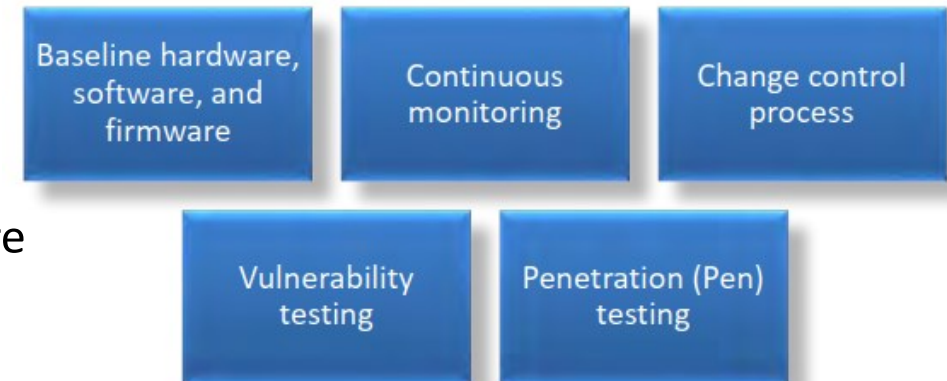 Baseline hardware,
software, and
firmware
Continuous
monitoring
Change control
process
Vulnerability
testing
Penetration (Pen)
testing